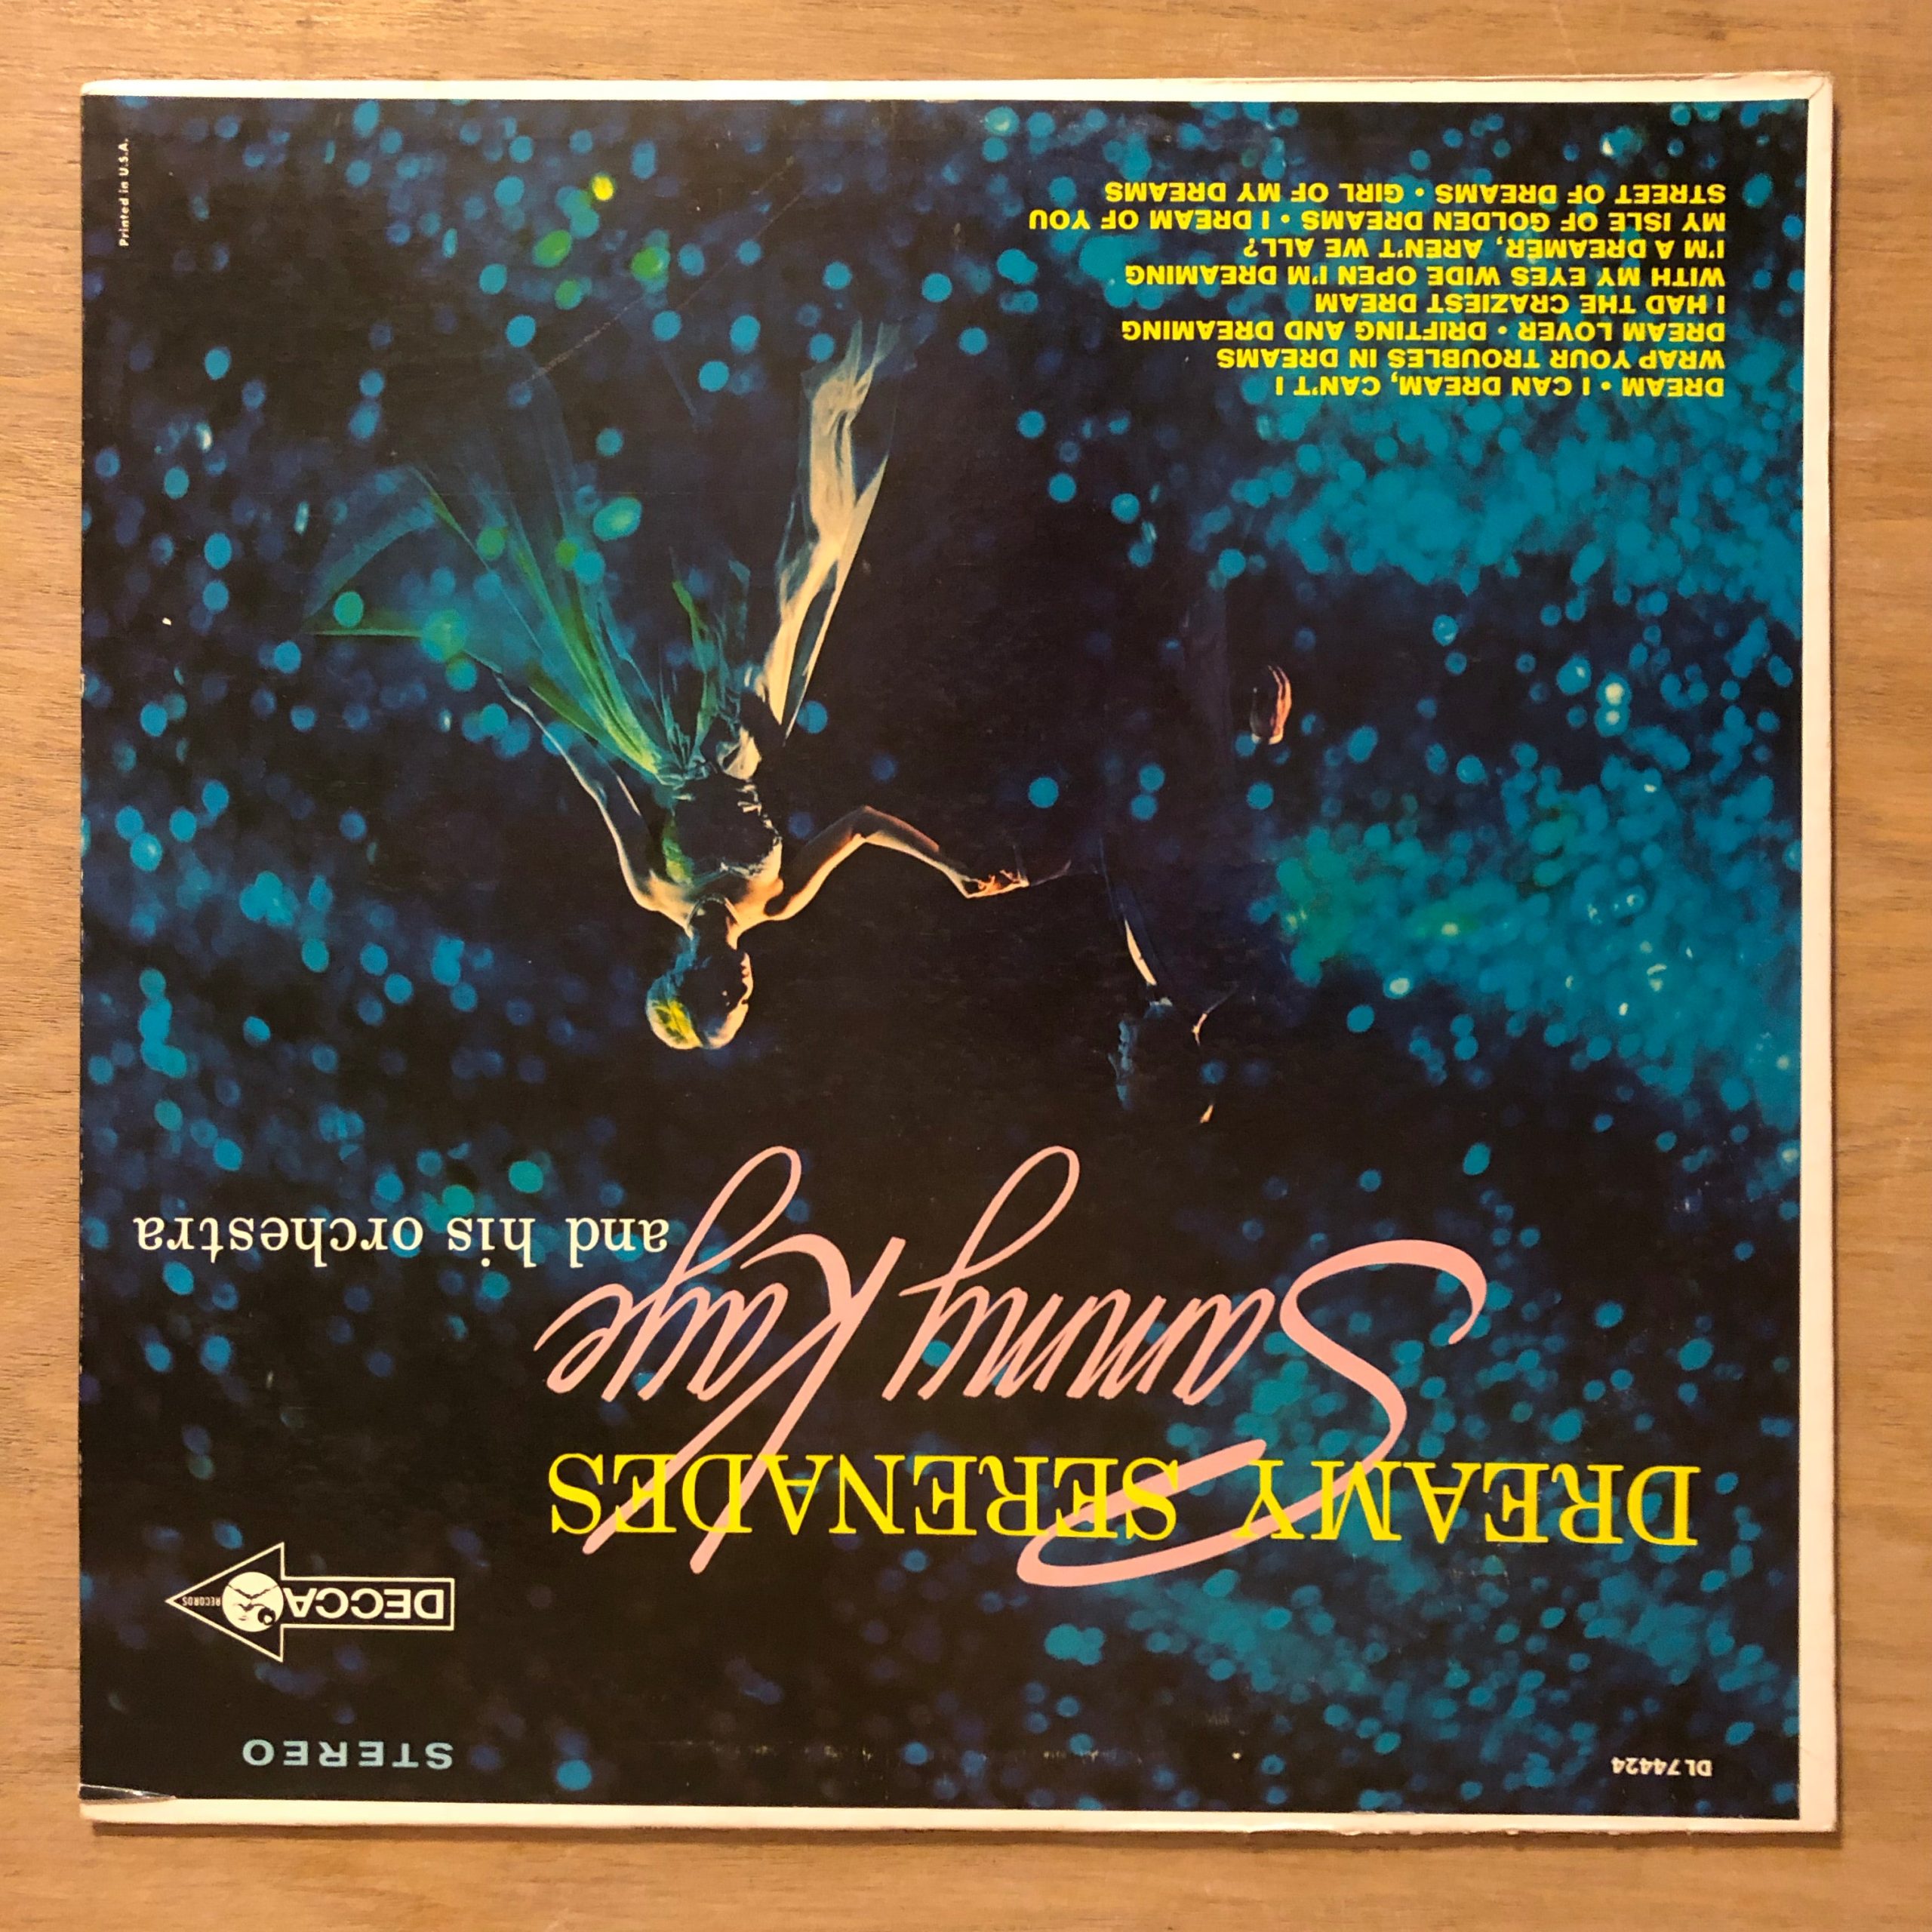 DL 74424
STEREO
DECCA
RECORDS
DREAMY SERENADES
Sammy Kaye
and his orchestra
DREAM • I CAN DREAM, CAN'T I
WRAP YOUR TROUBLES IN DREAMS
DREAM LOVER • DRIFTING AND DREAMING
I HAD THE CRAZIEST DREAM
WITH MY EYES WIDE OPEN I'M DREAMING
I'M A DREAMER, AREN'T WE ALL?
MY ISLE OF GOLDEN DREAMS • I DREAM OF YOU
STREET OF DREAMS • GIRL OF MY DREAMS
Printed in U.S.A.